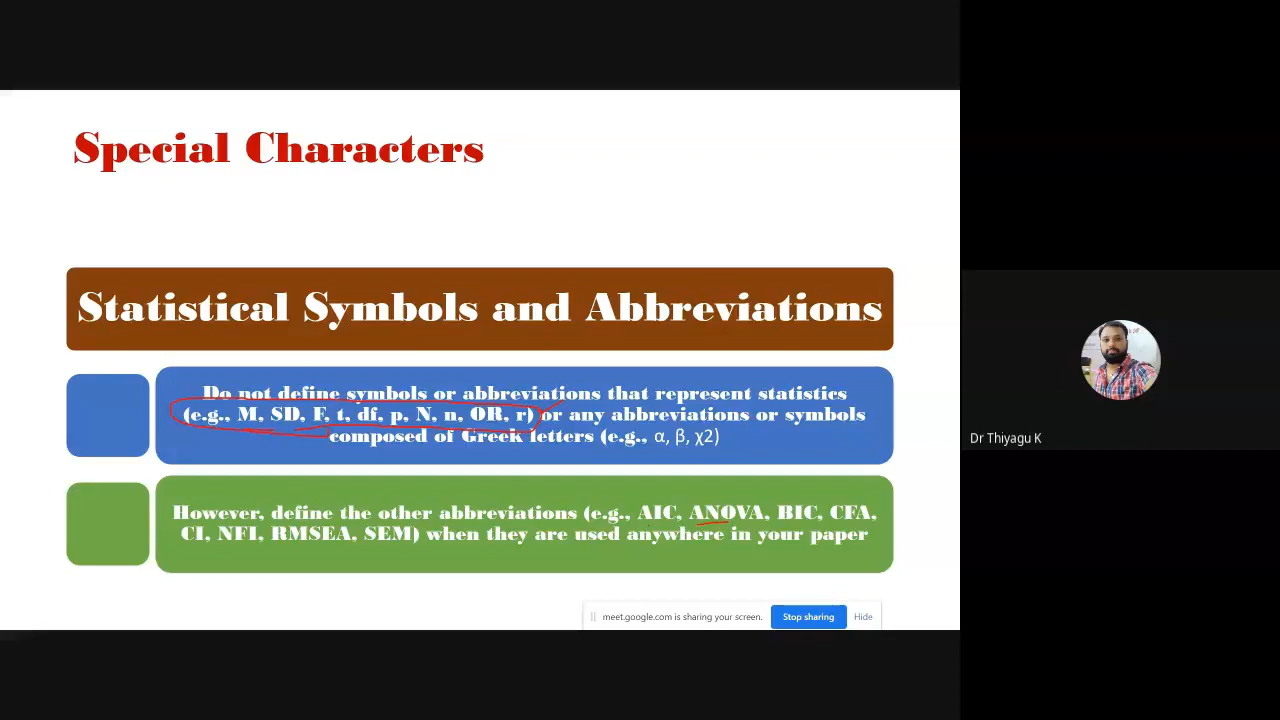 Special Characters
Statistical Symbols and Abbreviations
Do not define symbols or abbreviations that represent statistics
(e.g., M, SD, F, t, df, p, N, n, OR, r) or any abbreviations or symbols
composed of Greek letters (e.g., α, β, χ2)
However, define the other abbreviations (e.g., AIC, ANOVA, BIC, CFA,
CI, NFI, RMSEA, SEM) when they are used anywhere in your paper
meet.google.com is sharing your screen.
Stop sharing
Hide
Dr Thiyagu K